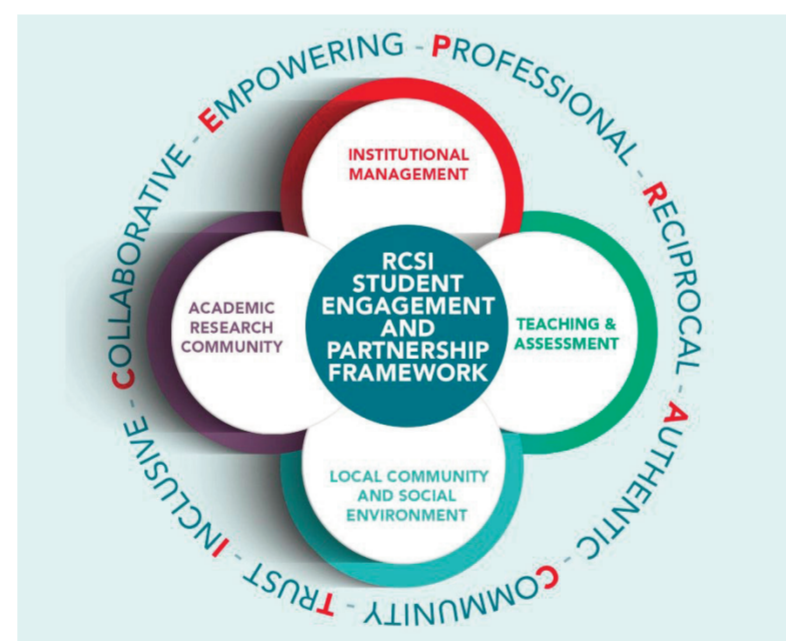 EMPOWERING - PROFESSIONAL - RECIPROCAL - AUTHENTIC - COMMUNITY - TRUST - INCLUSIVE - COLLABORATIVE -
INSTITUTIONAL
MANAGEMENT
ACADEMIC
RESEARCH
COMMUNITY
RCSI
STUDENT
ENGAGEMENT
AND
PARTNERSHIP
FRAMEWORK
TEACHING &
ASSESSMENT
LOCAL COMMUNITY
AND SOCIAL
ENVIRONMENT